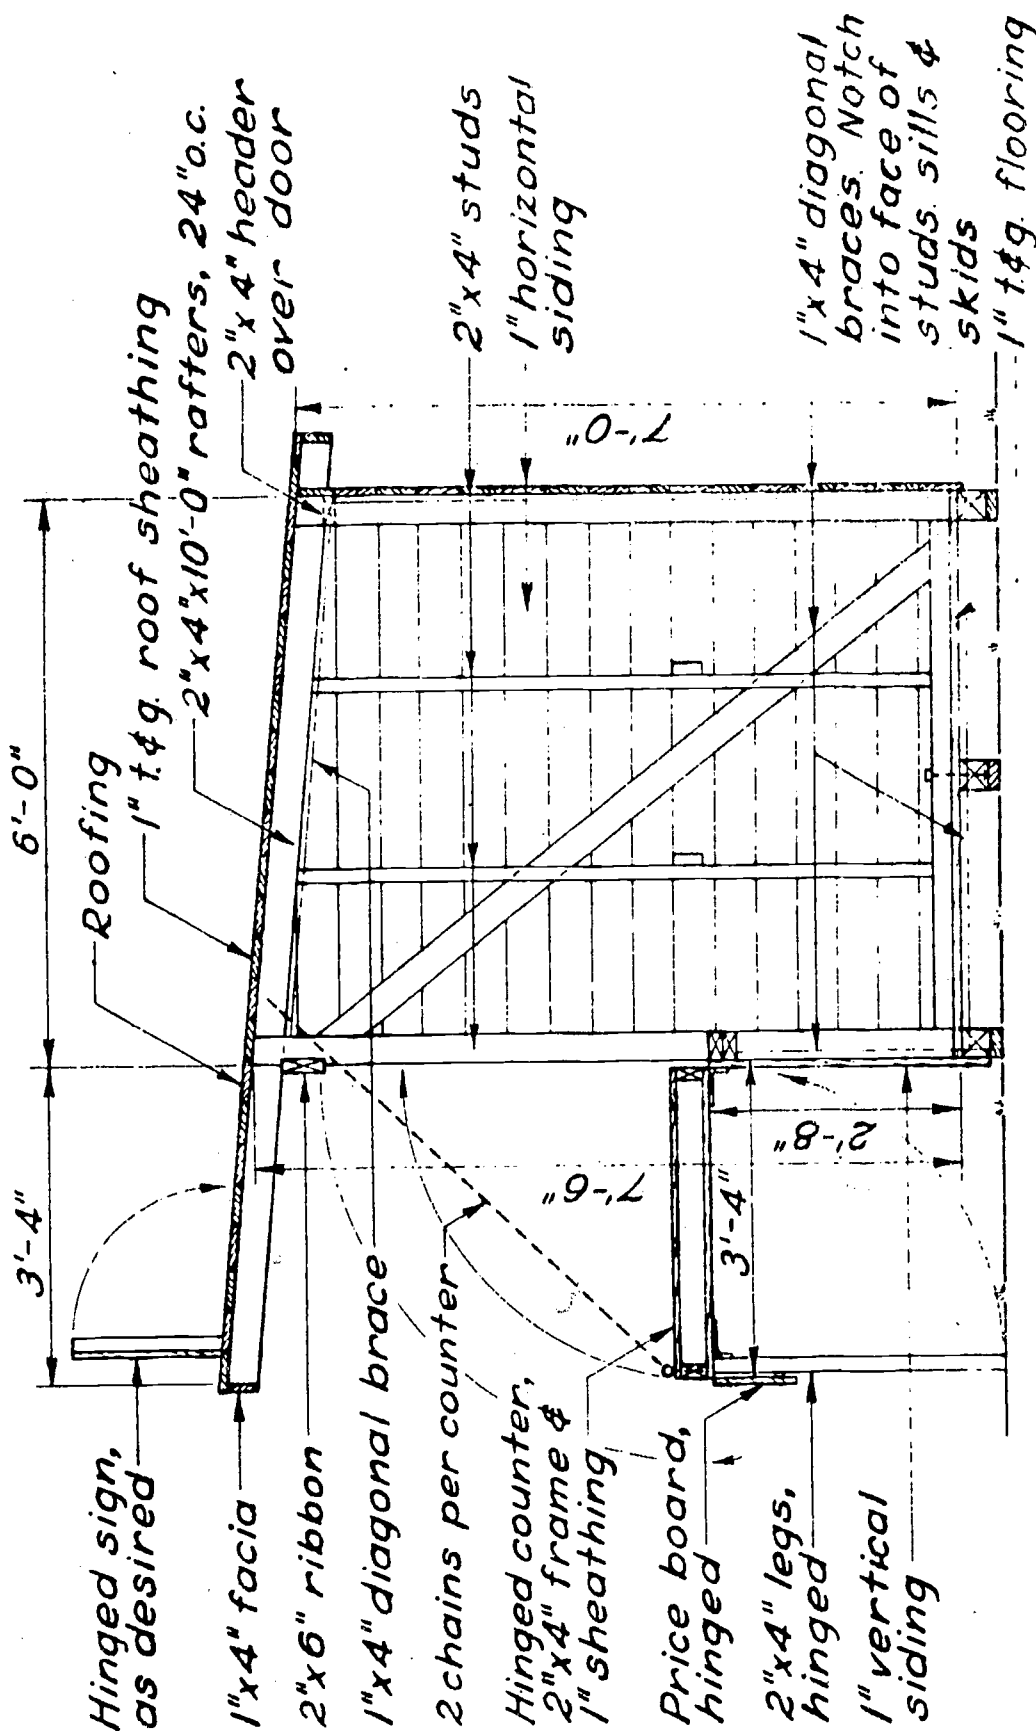 3'-4"
6'-0"
Roofing
1" t.&g. roof sheathing
2"x4"x10'-0" rafters, 24"o.c.
2"x4" header
over door
2"x4" studs
1" horizontal
siding
1"x4" diagonal
braces. Notch
into face of
studs. sills &
skids
1" t.&g. flooring
7'-0"
Hinged sign,
as desired
1"x4" facia
2"x6" ribbon
1"x4" diagonal brace
2 chains per counter
Hinged counter,
2"x4" frame &
1" sheathing
Price board,
hinged
2"x4" legs,
hinged
1" vertical
siding
7'-6"
2'-8"
3'-4"